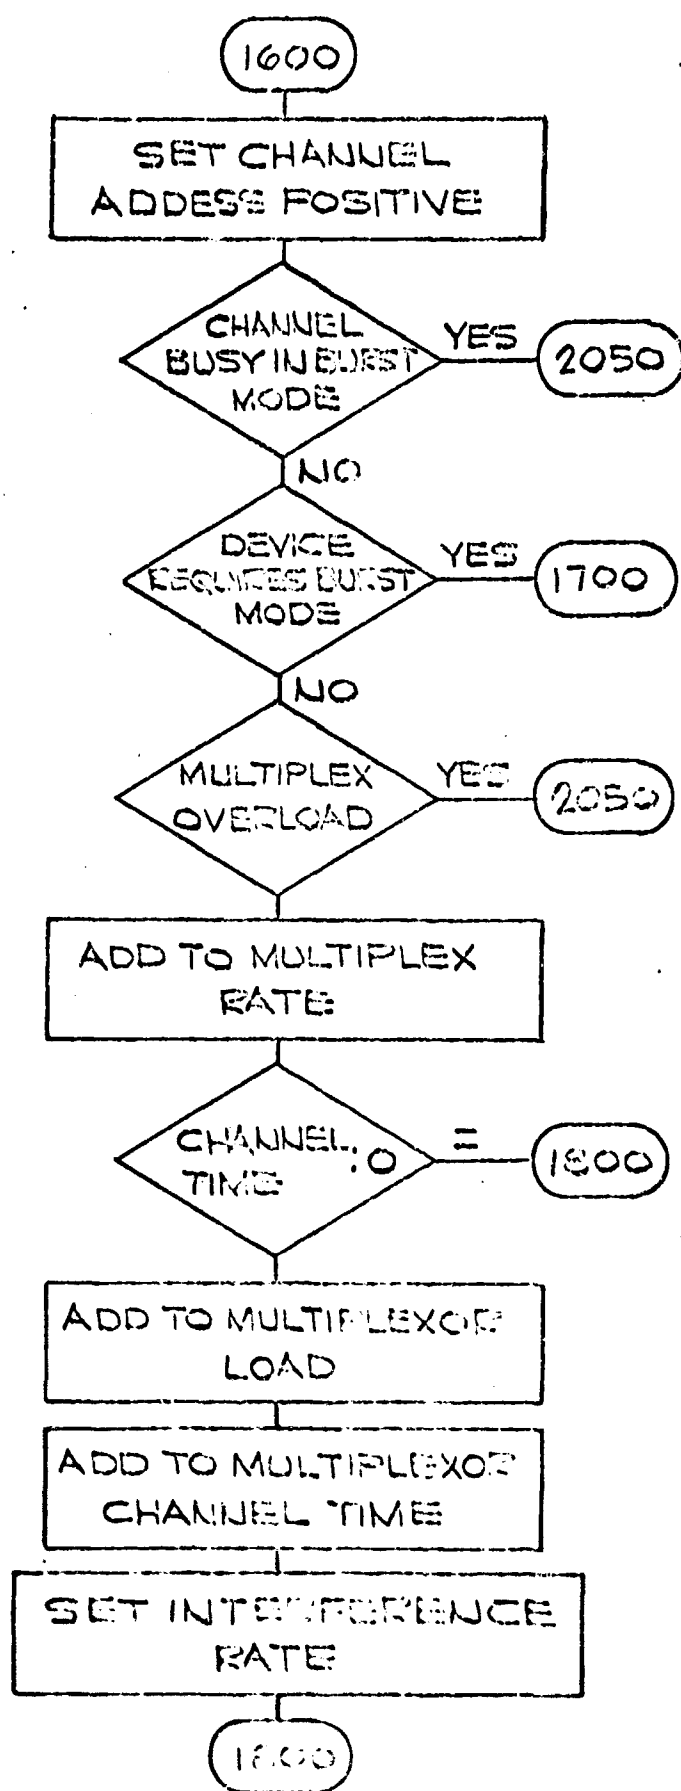 1600
SET CHANNEL
ADDESS POSITIVE
CHANNEL
BUSY IN BURST
MODE
YES
2050
NO
DEVICE
REQUIRES BURST
MODE
YES
1700
NO
MULTIPLEX
OVERLOAD
YES
2050
ADD TO MULTIPLEX
RATE
CHANNEL
TIME : 0
=
1800
ADD TO MULTIPLEXOR
LOAD
ADD TO MULTIPLEXOR
CHANNEL TIME
SET INTERFERENCE
RATE
1800